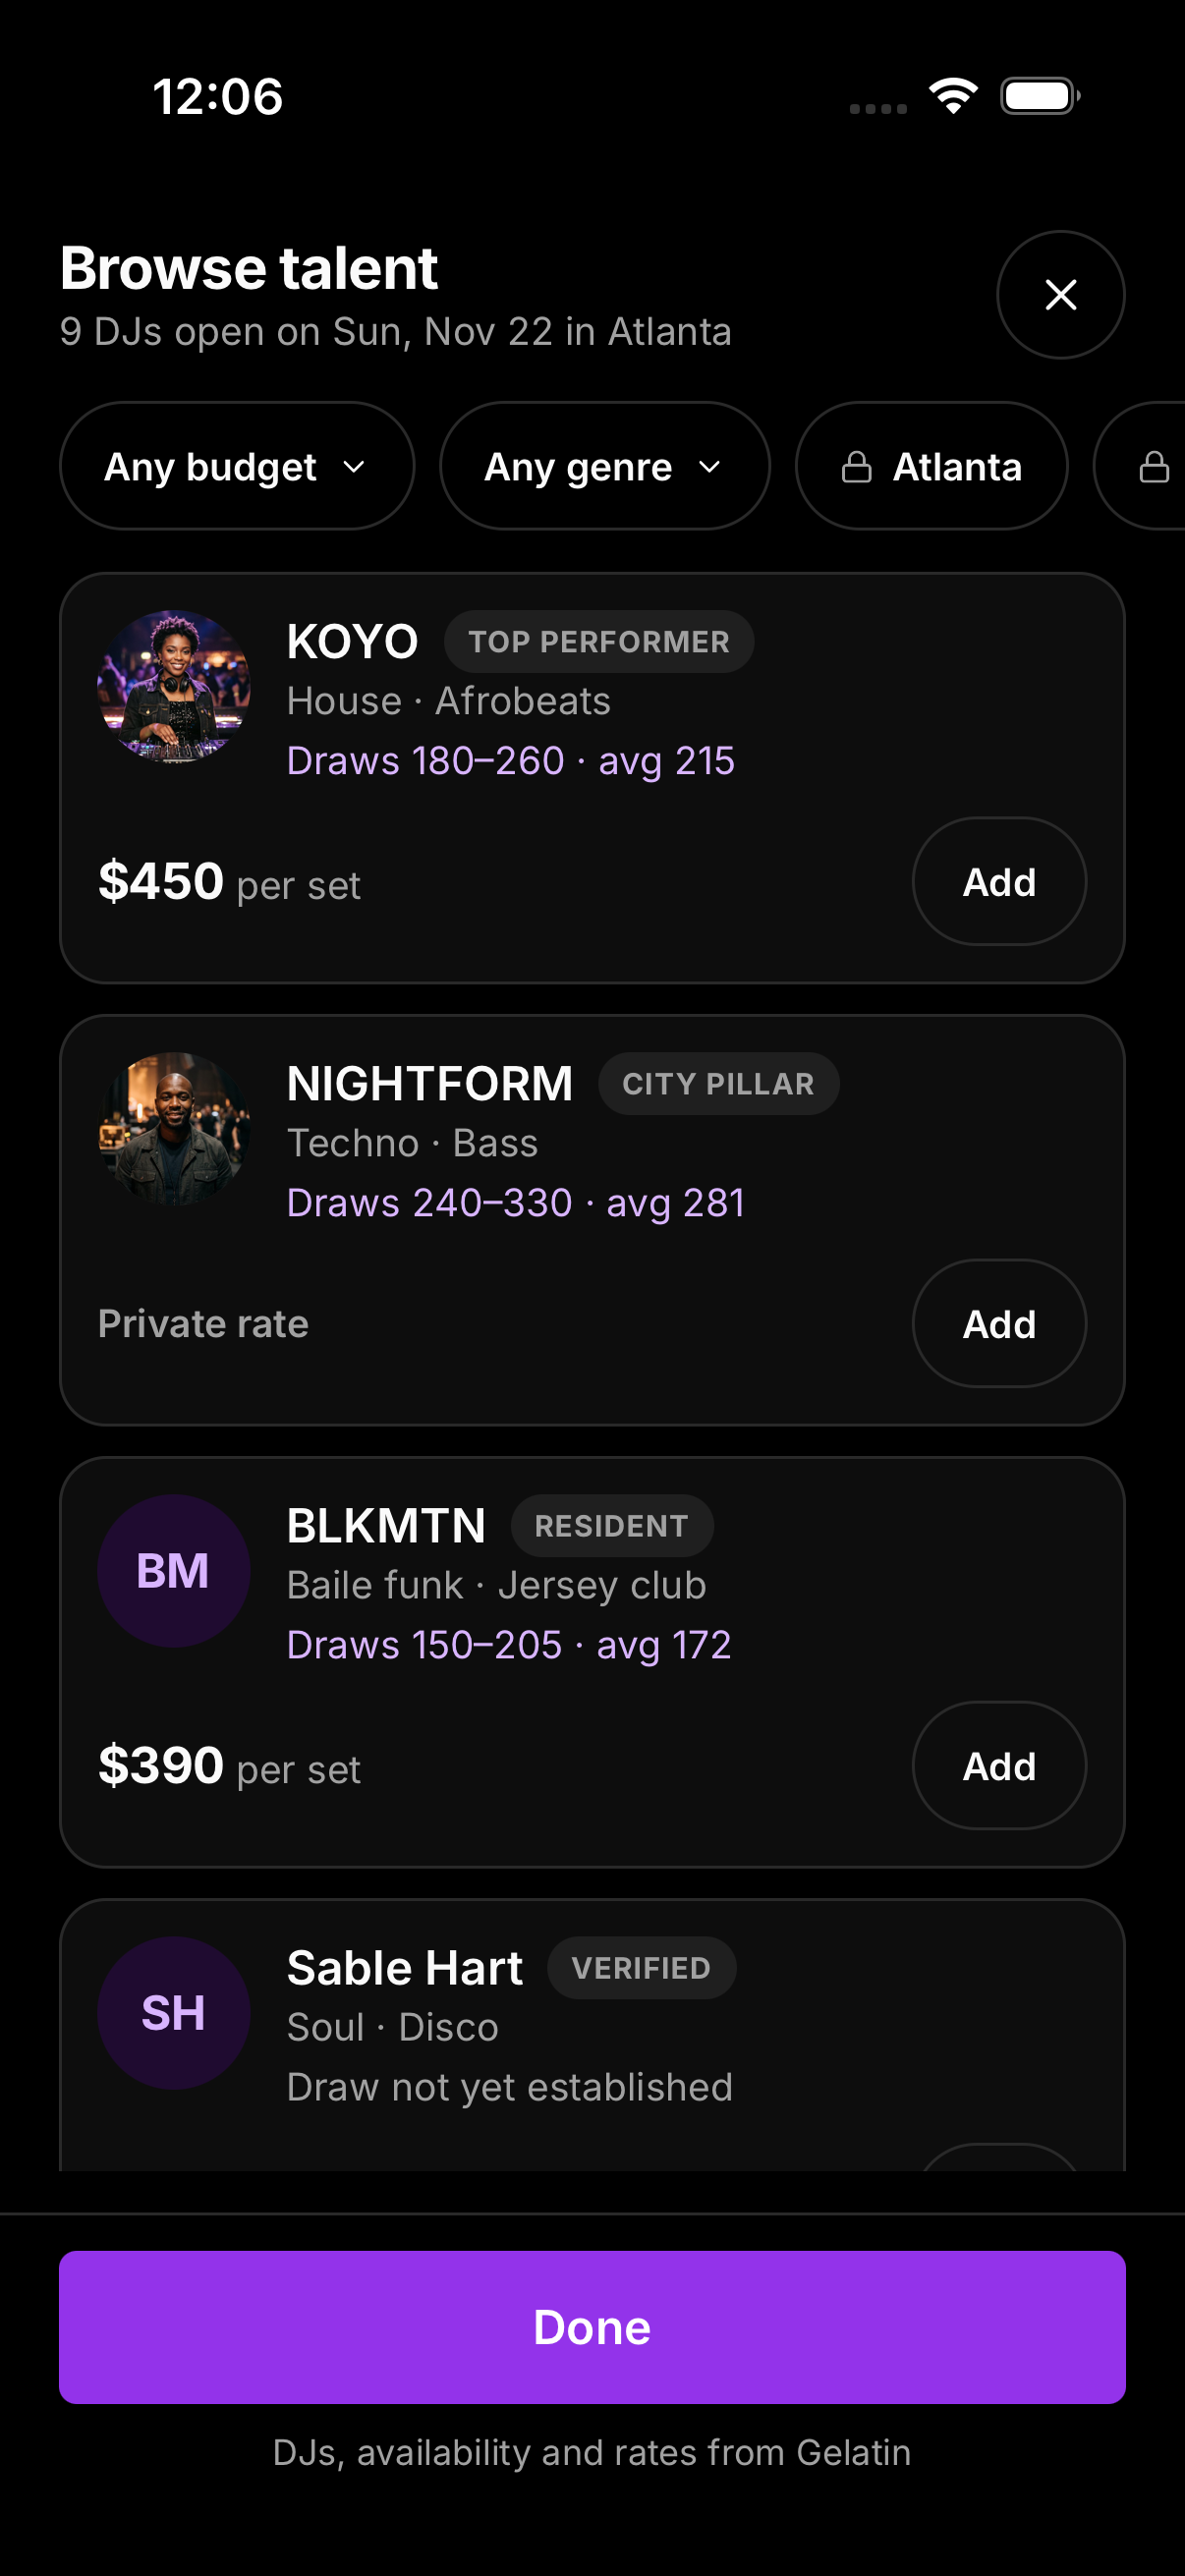 12:06
Browse talent
9 DJs open on Sun, Nov 22 in Atlanta
Any budget
Any genre
Atlanta
KOYO TOP PERFORMER
House · Afrobeats
Draws 180–260 · avg 215
$450 per set
Add
NIGHTFORM CITY PILLAR
Techno · Bass
Draws 240–330 · avg 281
Private rate
Add
BM
BLKMTN RESIDENT
Baile funk · Jersey club
Draws 150–205 · avg 172
$390 per set
Add
SH
Sable Hart VERIFIED
Soul · Disco
Draw not yet established
Done
DJs, availability and rates from Gelatin